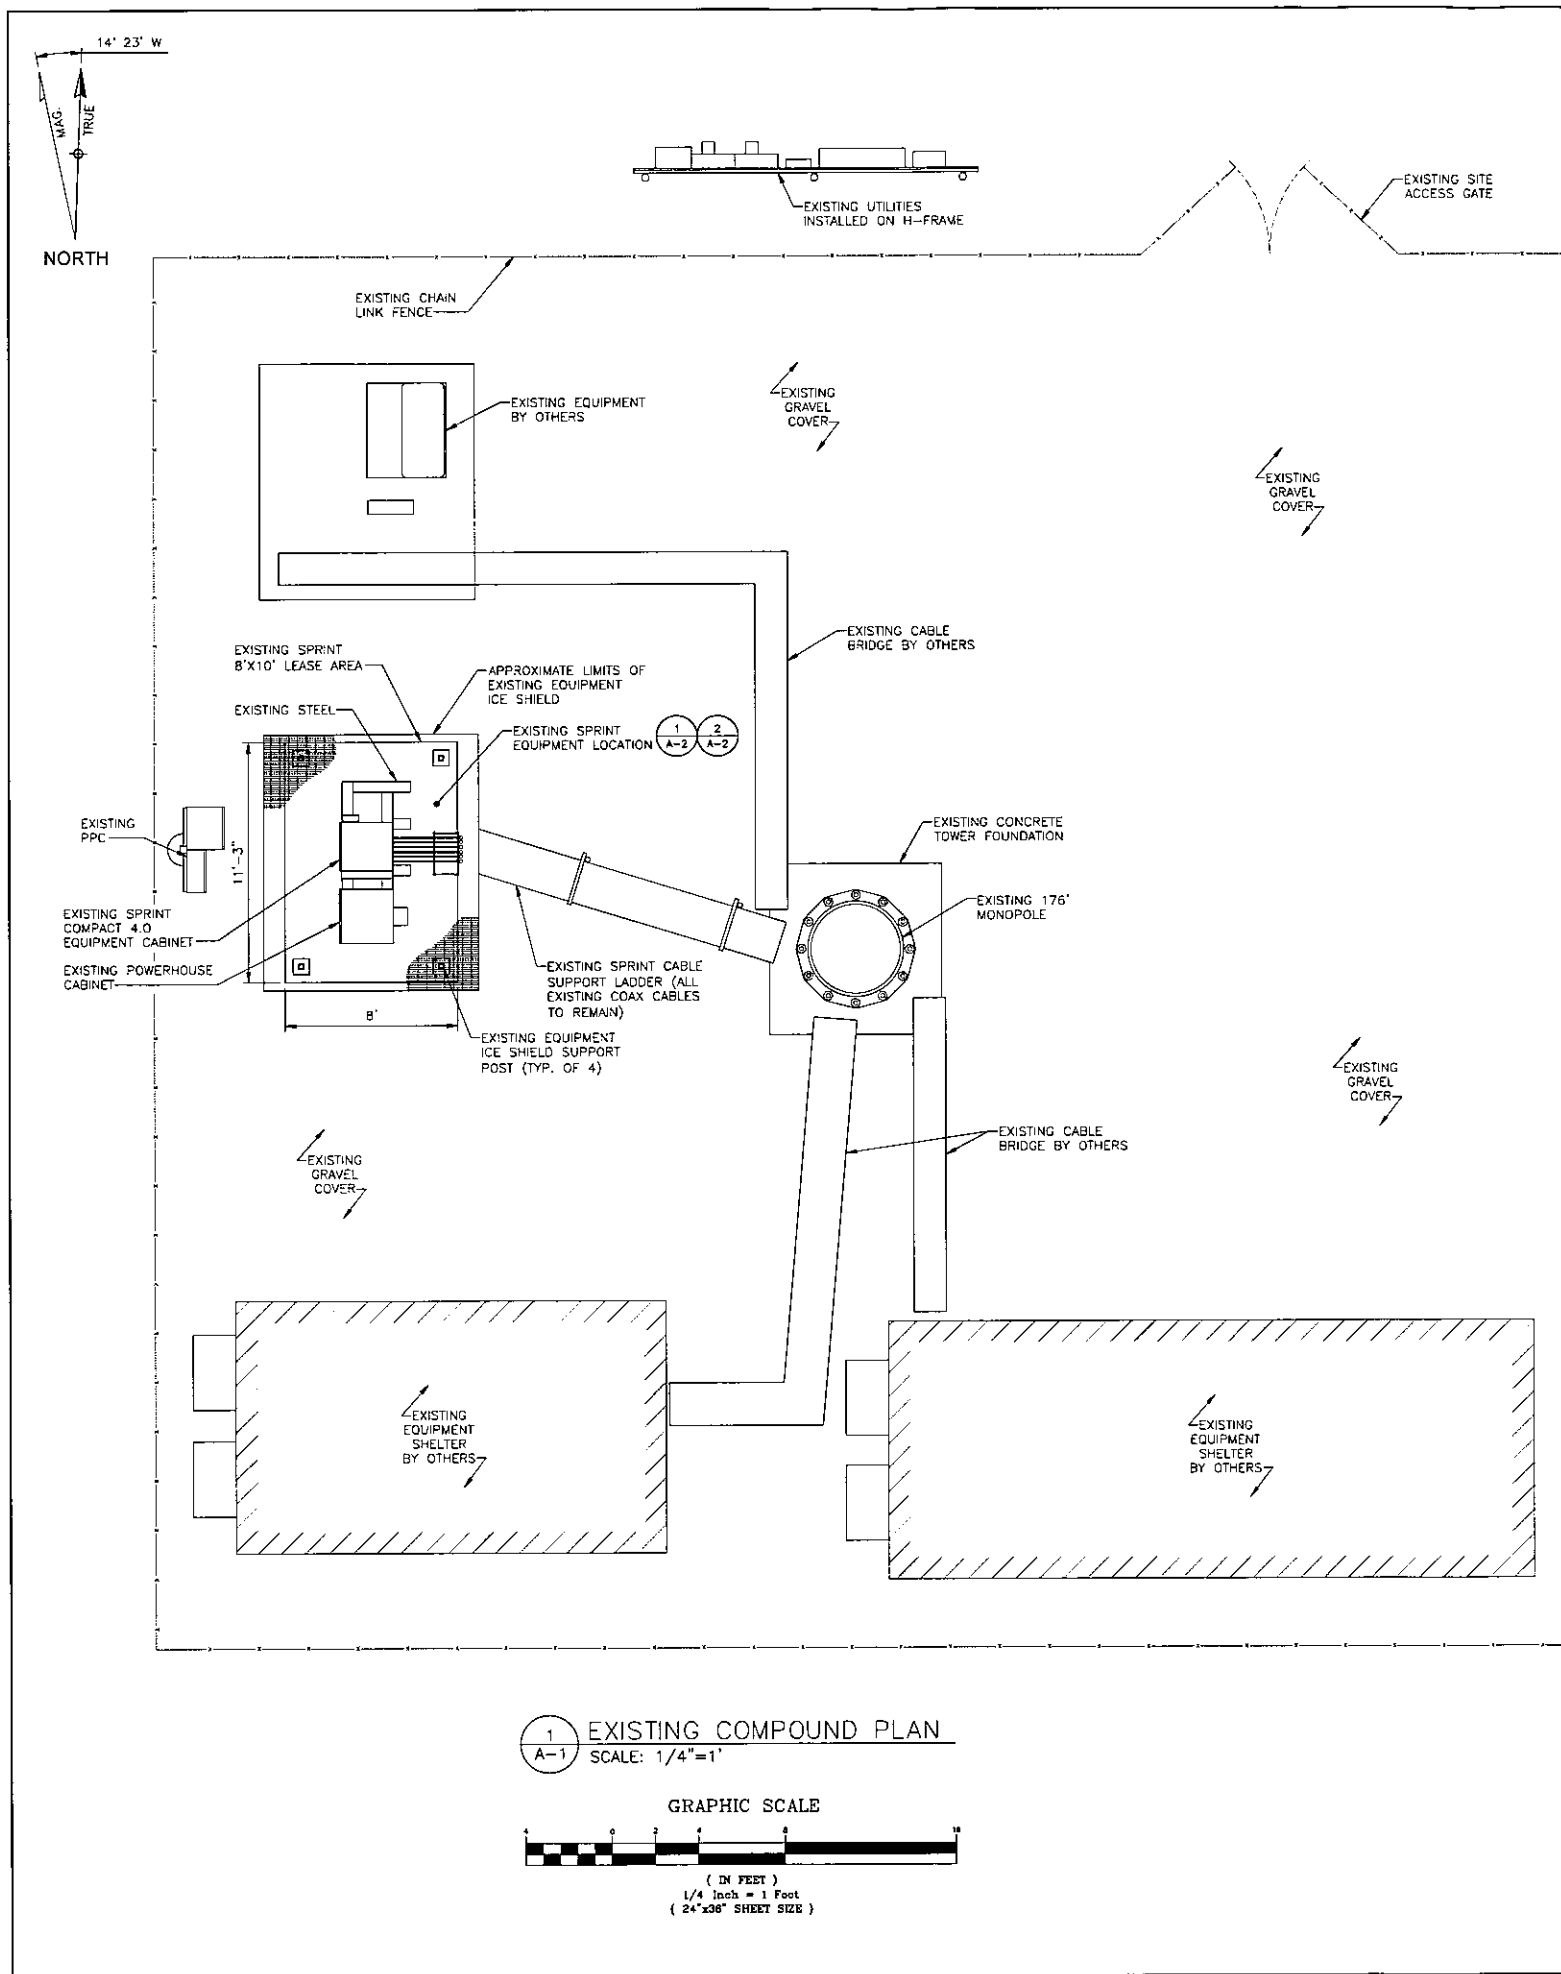 14' 23' W
MAG.
TRUE
NORTH
EXISTING UTILITIES
INSTALLED ON H-FRAME
EXISTING SITE
ACCESS GATE
EXISTING CHAIN
LINK FENCE
EXISTING EQUIPMENT
BY OTHERS
EXISTING
GRAVEL
COVER
EXISTING
GRAVEL
COVER
EXISTING CABLE
BRIDGE BY OTHERS
EXISTING SPRINT
8'X10' LEASE AREA
APPROXIMATE LIMITS OF
EXISTING EQUIPMENT
ICE SHIELD
EXISTING STEEL
EXISTING SPRINT
EQUIPMENT LOCATION
1
A-2
2
A-2
EXISTING
PPC
11'-3"
EXISTING CONCRETE
TOWER FOUNDATION
EXISTING 176'
MONOPOLE
EXISTING SPRINT
COMPACT 4.0
EQUIPMENT CABINET
EXISTING POWERHOUSE
CABINET
EXISTING SPRINT CABLE
SUPPORT LADDER (ALL
EXISTING COAX CABLES
TO REMAIN)
8'
EXISTING EQUIPMENT
ICE SHIELD SUPPORT
POST (TYP. OF 4)
EXISTING
GRAVEL
COVER
EXISTING CABLE
BRIDGE BY OTHERS
EXISTING
GRAVEL
COVER
EXISTING
EQUIPMENT
SHELTER
BY OTHERS
EXISTING
EQUIPMENT
SHELTER
BY OTHERS
1
A-1
EXISTING COMPOUND PLAN
SCALE: 1/4"=1'
GRAPHIC SCALE
4 0 2 4 8 16
( IN FEET )
1/4 Inch = 1 Foot
( 24"x36" SHEET SIZE )